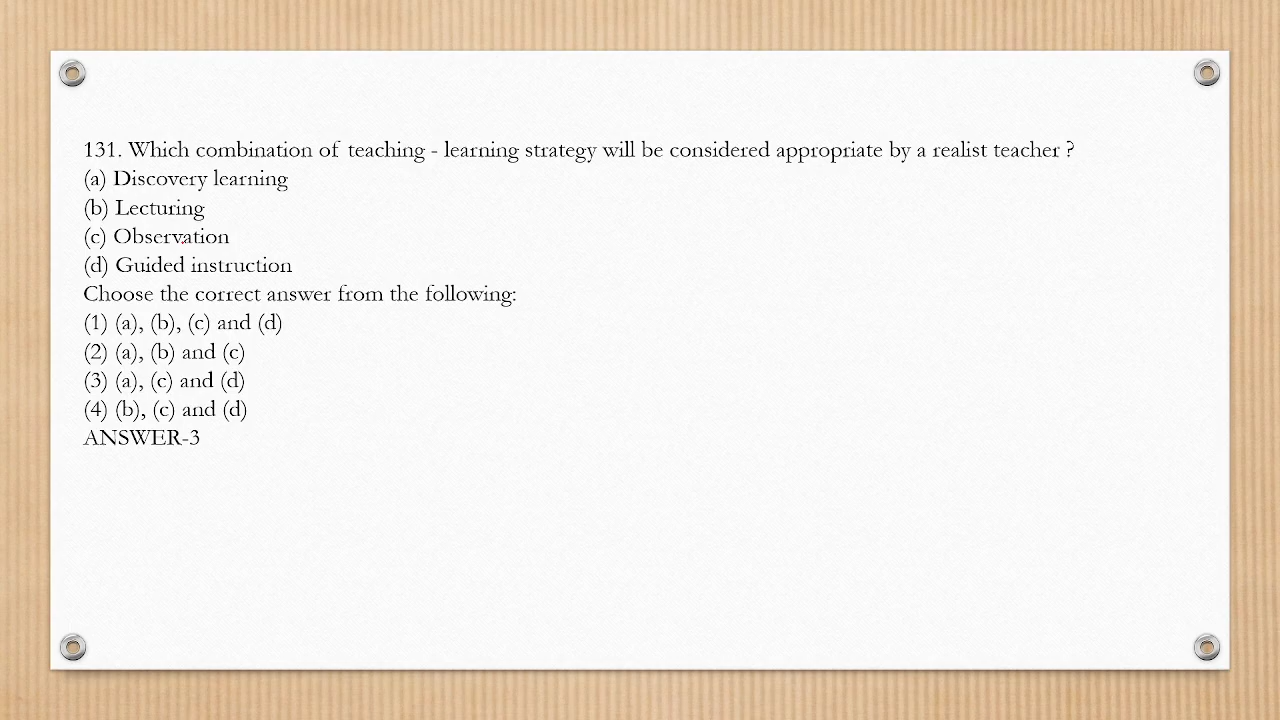 131. Which combination of teaching - learning strategy will be considered appropriate by a realist teacher ?
(a) Discovery learning
(b) Lecturing
(c) Observation
(d) Guided instruction
Choose the correct answer from the following:
(1) (a), (b), (c) and (d)
(2) (a), (b) and (c)
(3) (a), (c) and (d)
(4) (b), (c) and (d)
ANSWER-3